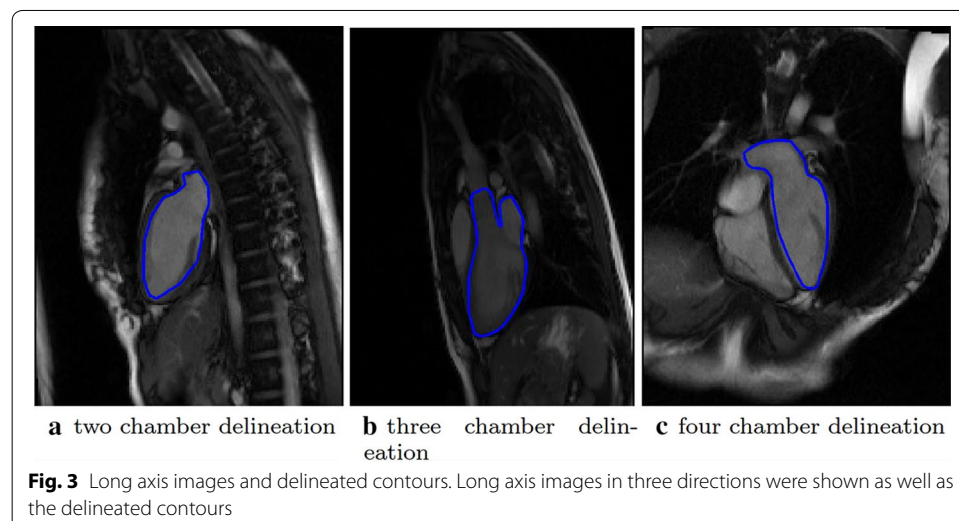 a two chamber delineation
b three chamber delin-
eation
c four chamber delineation
Fig. 3 Long axis images and delineated contours. Long axis images in three directions were shown as well as
the delineated contours